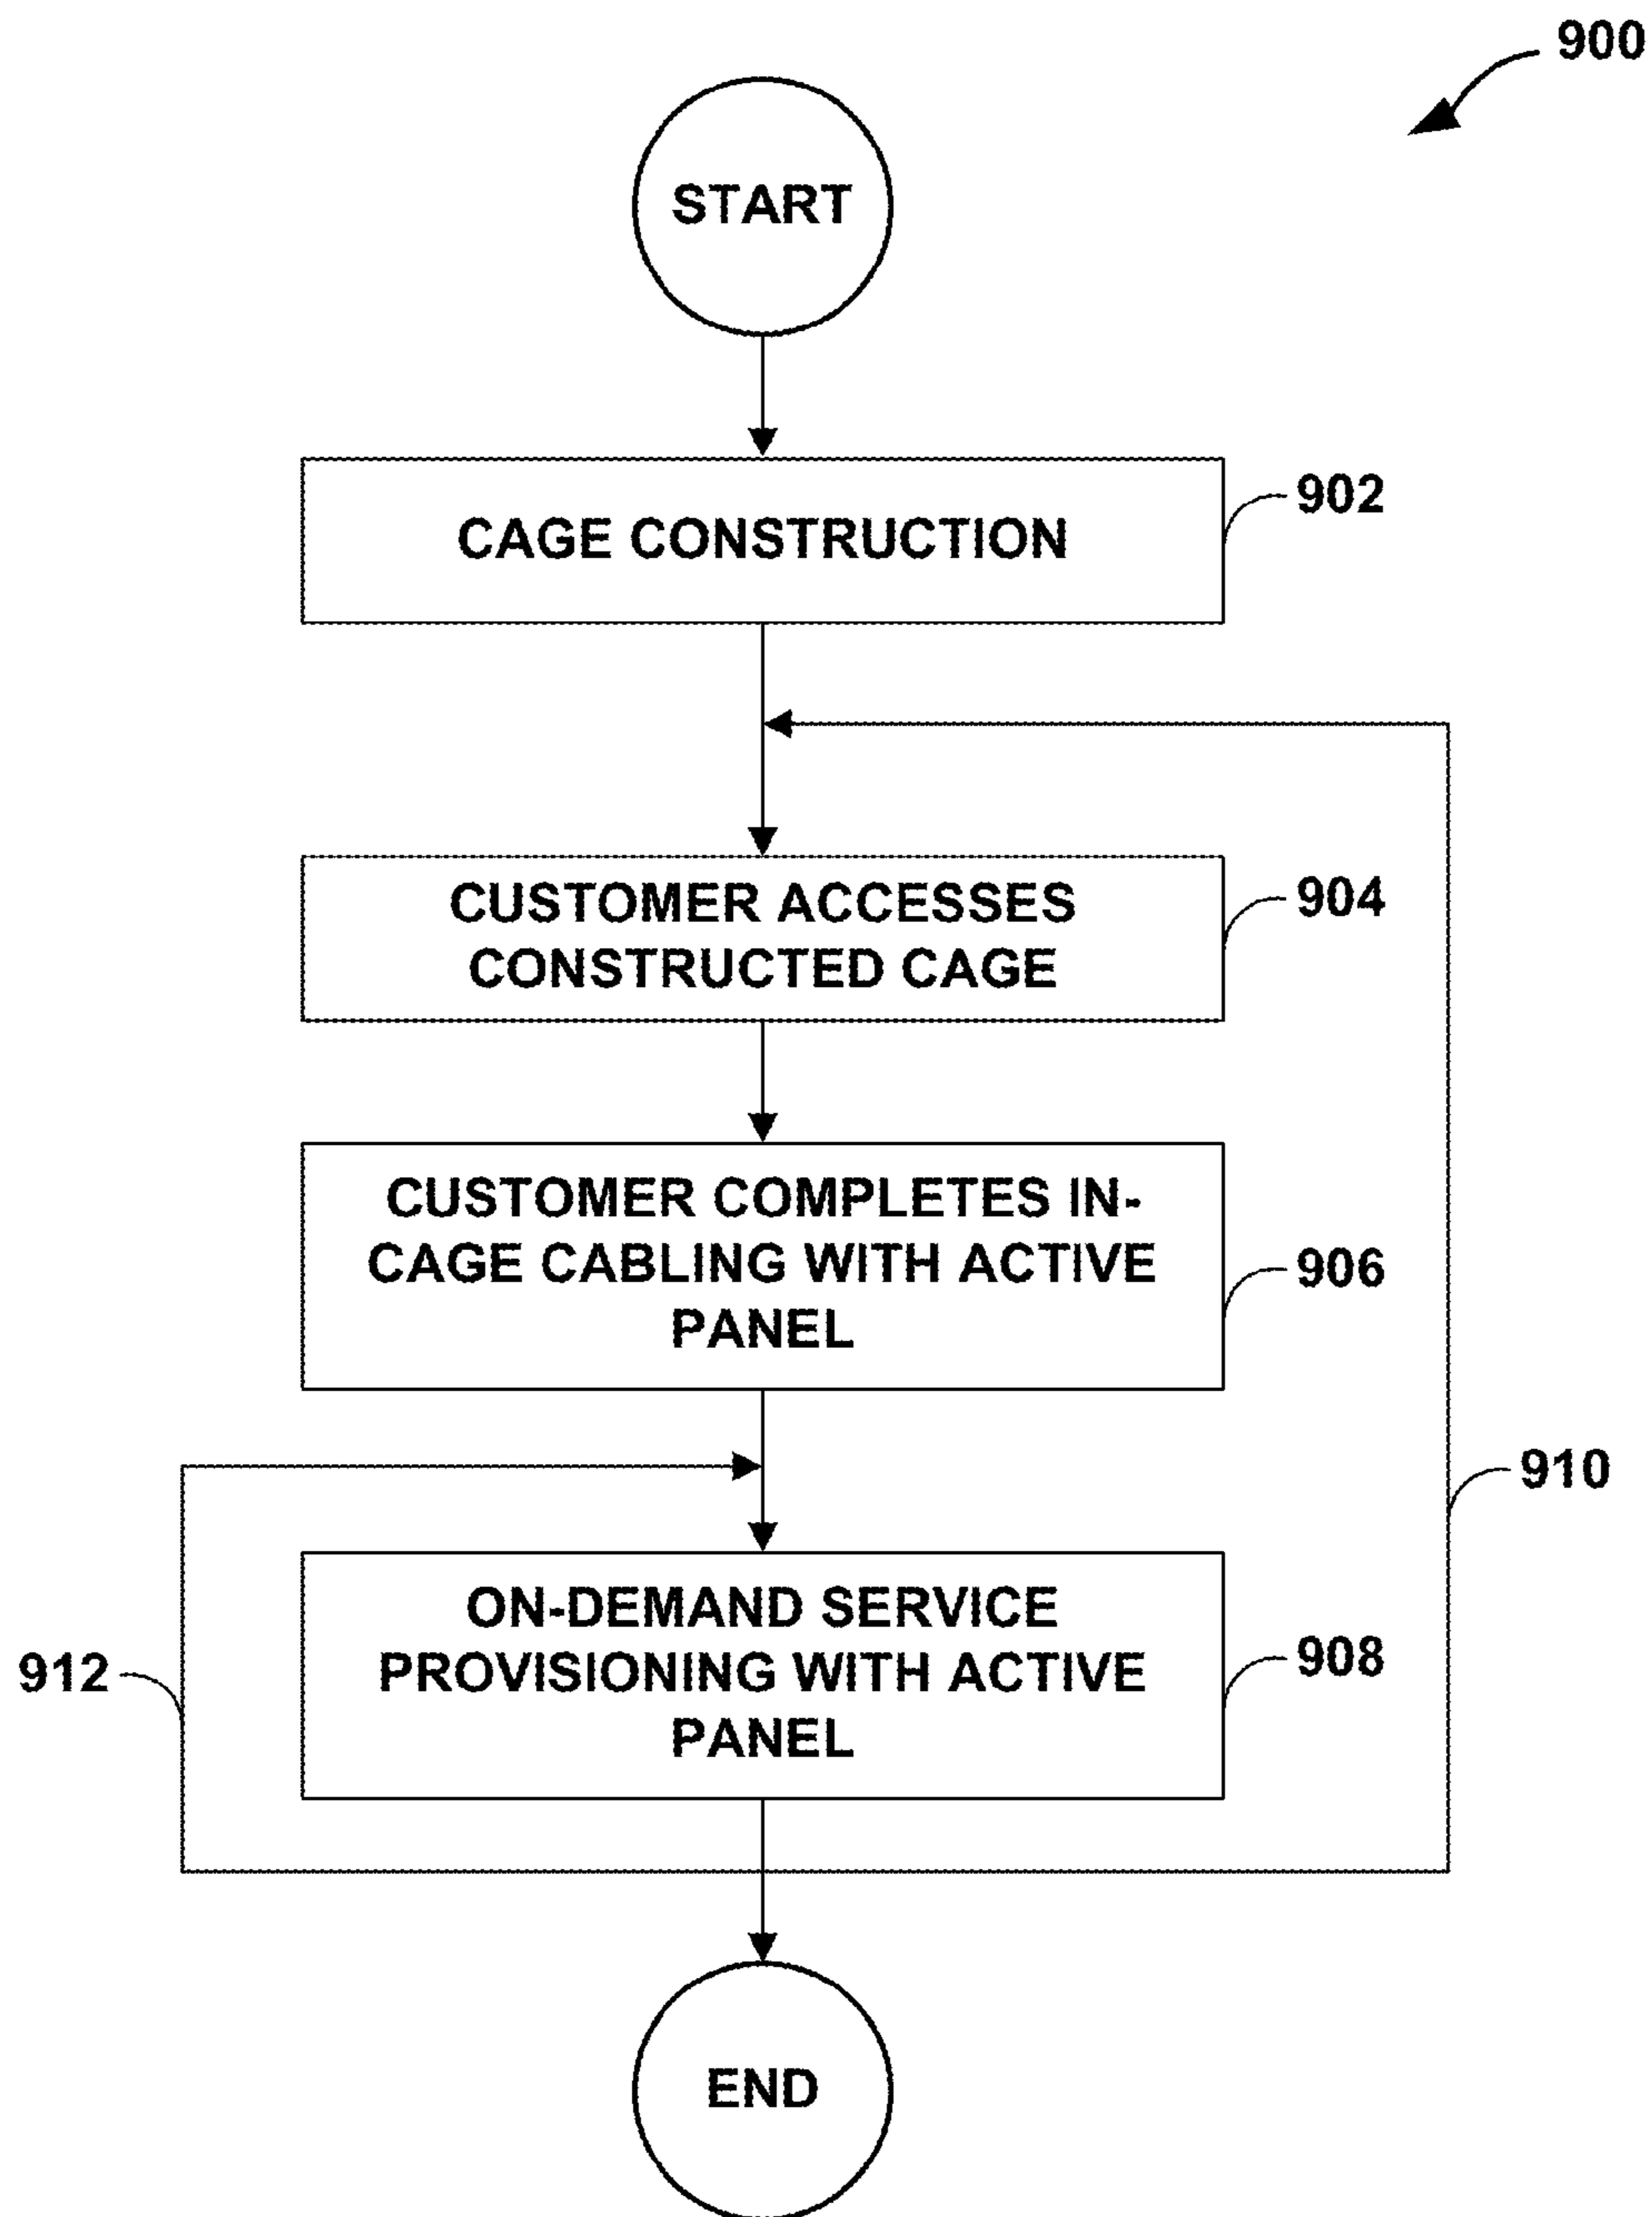 900
START
CAGE CONSTRUCTION
902
CUSTOMER ACCESSES
CONSTRUCTED CAGE
904
CUSTOMER COMPLETES IN-
CAGE CABLING WITH ACTIVE
PANEL
906
910
ON-DEMAND SERVICE
PROVISIONING WITH ACTIVE
PANEL
908
912
END